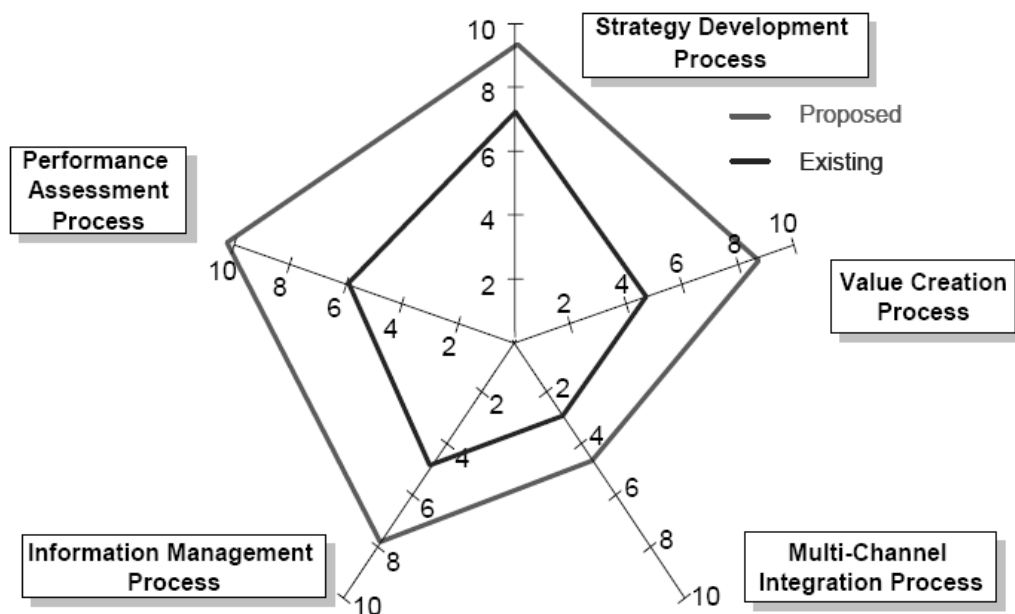 10
Strategy Development
Process
8
Proposed
Existing
6
4
2
Performance
Assessment
Process
10
8
6
4
2
10
8
6
4
2
Value Creation
Process
2
4
6
8
10
Information Management
Process
2
4
6
8
10
Multi-Channel
Integration Process